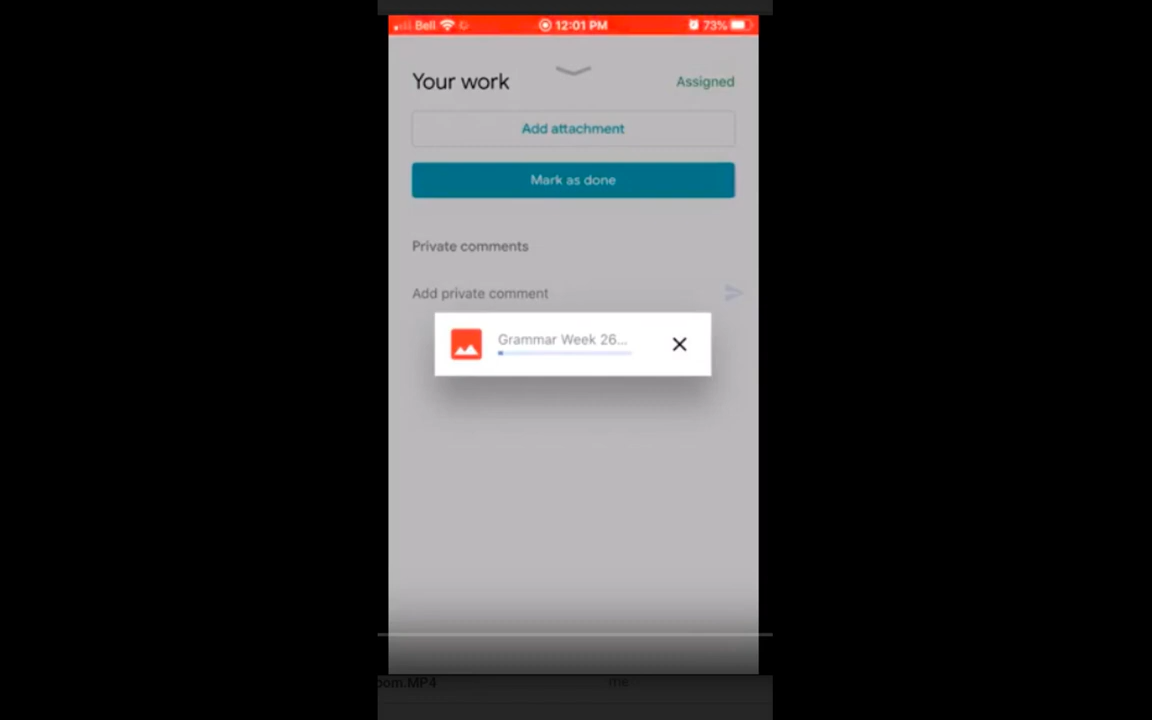 Bell 12:01 PM 73%
Your work Assigned
Add attachment
Mark as done
Private comments
Add private comment
Grammar Week 26...
oom.MP4 me